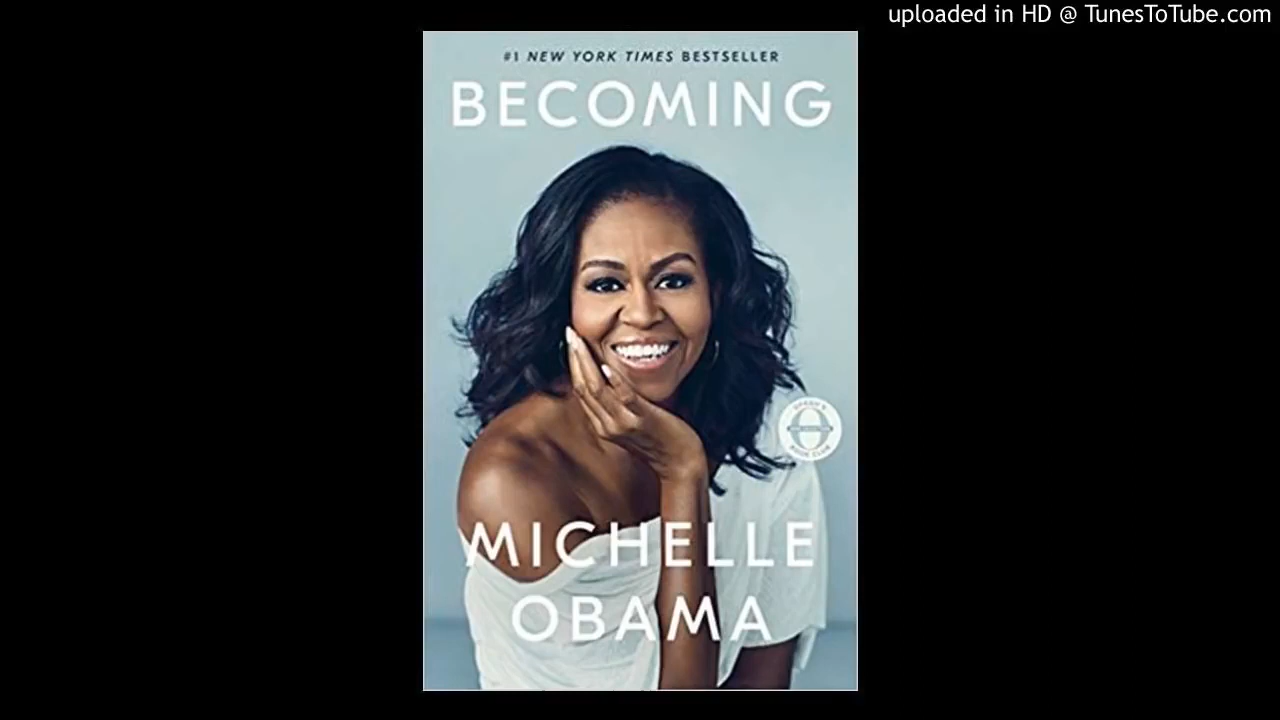 uploaded in HD @ TunesToTube.com
#1 NEW YORK TIMES BESTSELLER
BECOMING
MICHELLE
OBAMA